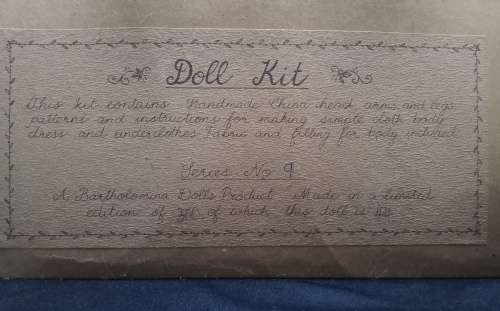 Doll Kit
This kit contains Handmade China head, arms, and legs,
patterns and instructions for making simple cloth body
dress and underclothes. Fabric and filling for body included
Series No 9
A Bartholomina Dolls Product Made in a limited
edition of of which this doll is